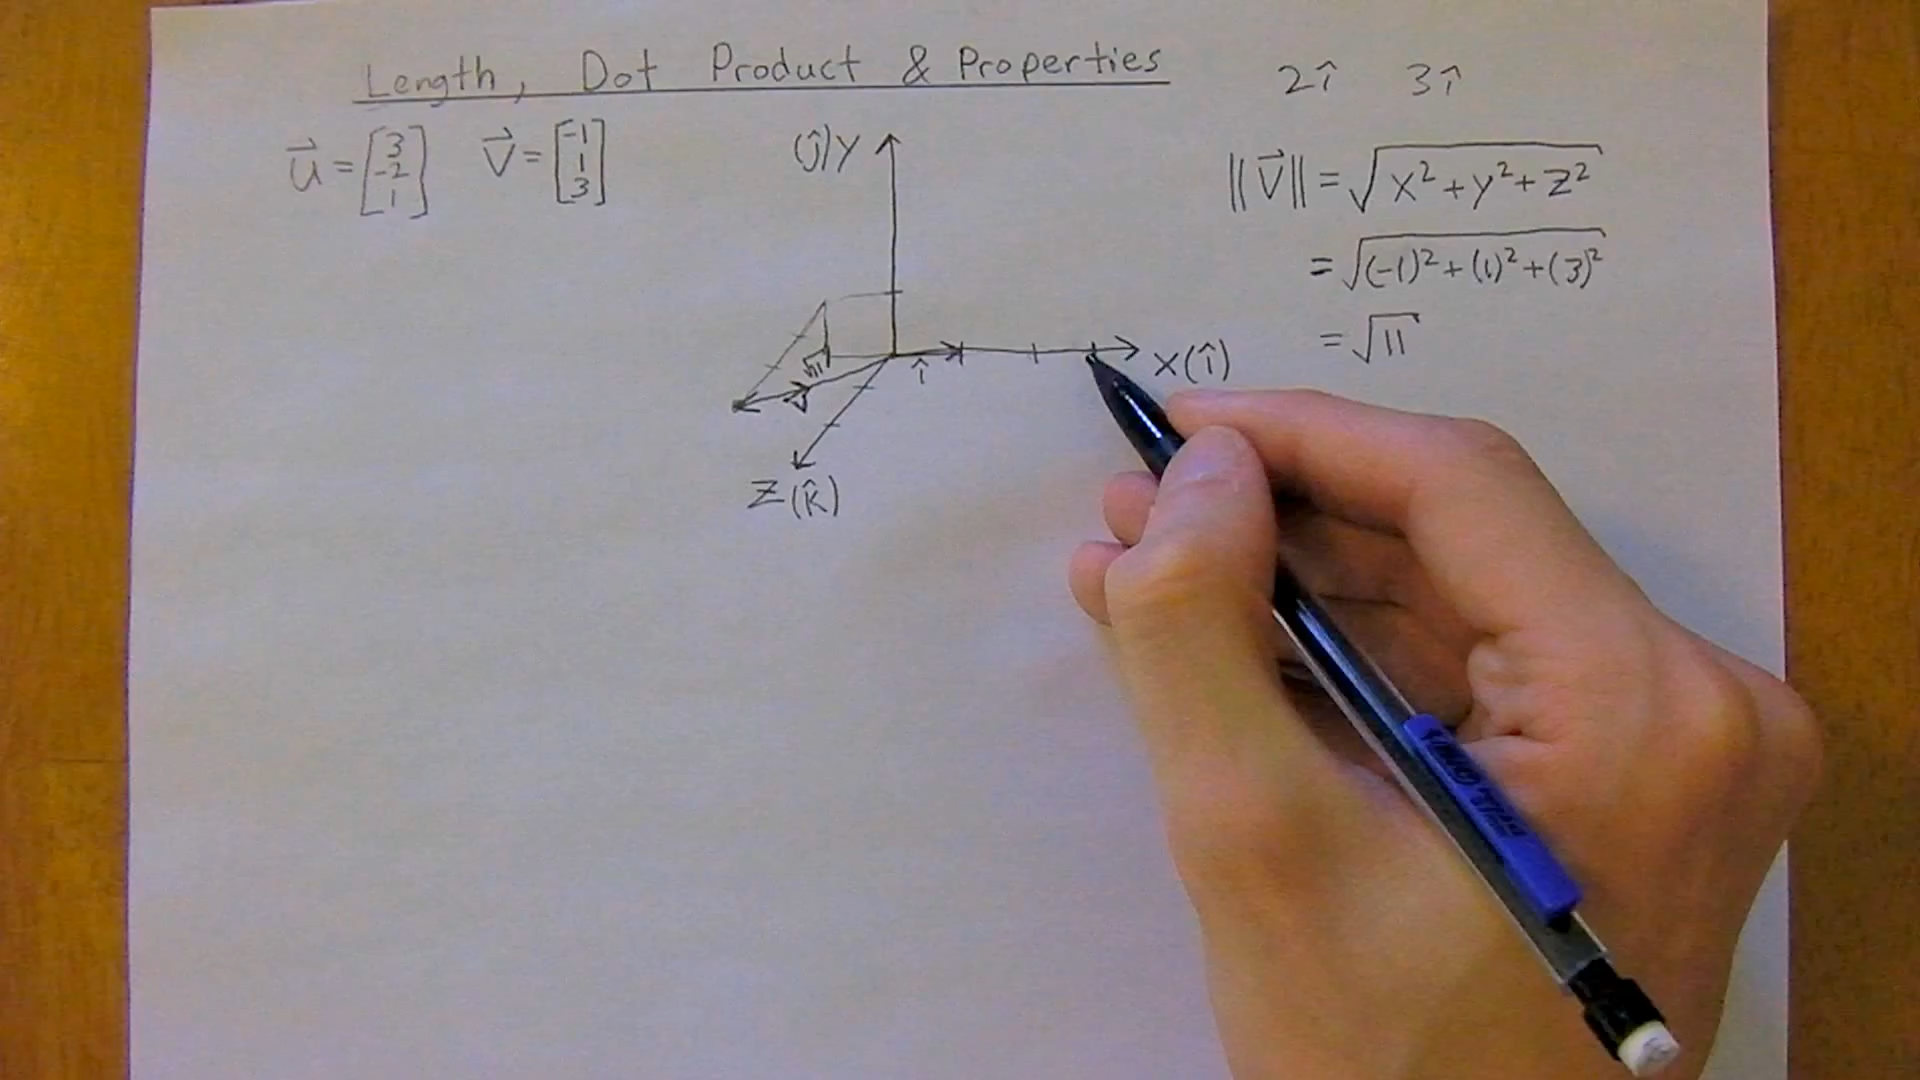 Length, Dot Product & Properties
2î 3î
u⃗ = [3 -2 1] v⃗ = [-1 1 3]
(ĵ)Y
||v⃗|| = √x²+y²+z²
= √(-1)²+(1)²+(3)²
= √11
î
X(î)
√11
Z(k̂)